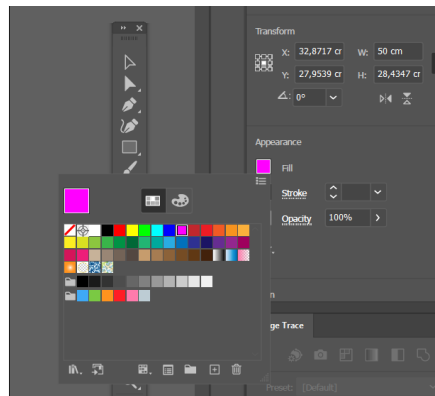 Transform
X: 32,8717 cr W: 50 cm
Y: 27,9539 cr H: 28,4347 cr
0°
Appearance
Fill
Stroke
Opacity 100%
ge Trace
Preset: [Default]